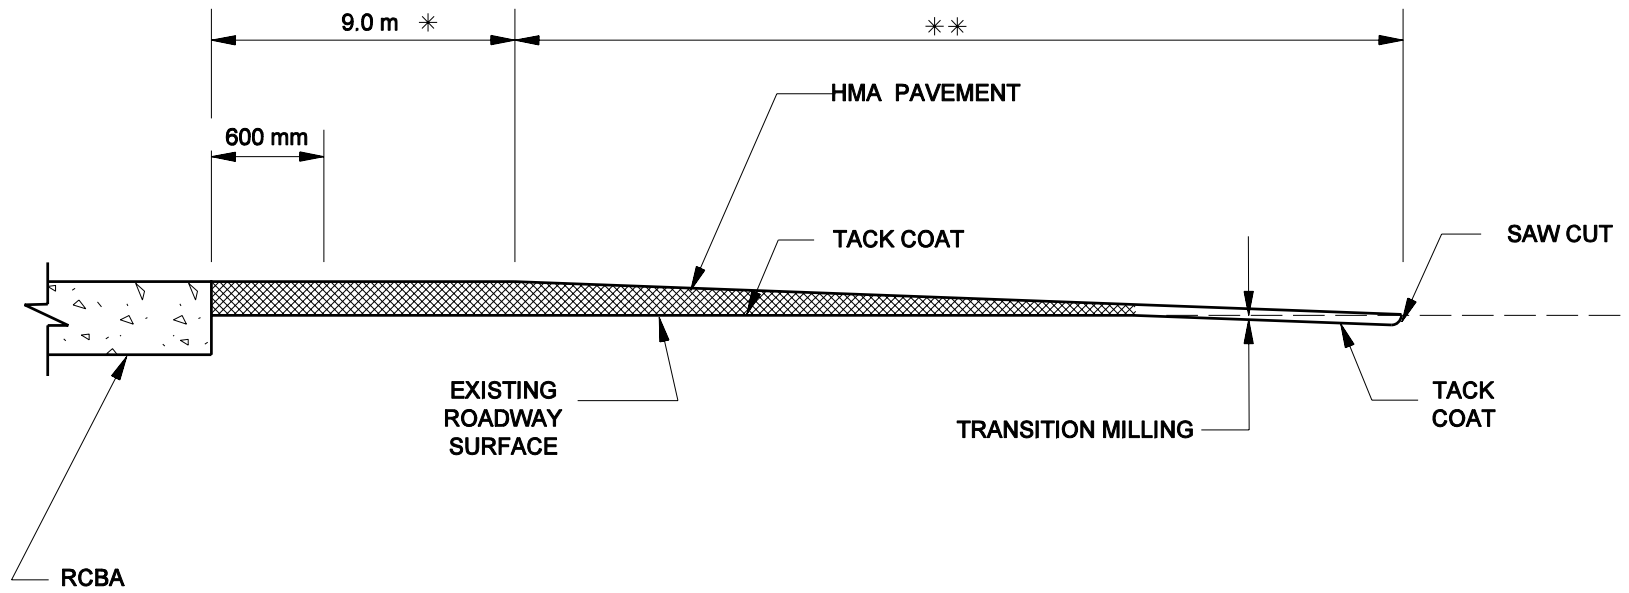 9.0 m *
**
HMA PAVEMENT
600 mm
TACK COAT
SAW CUT
EXISTING
ROADWAY
SURFACE
TRANSITION MILLING
TACK
COAT
RCBA